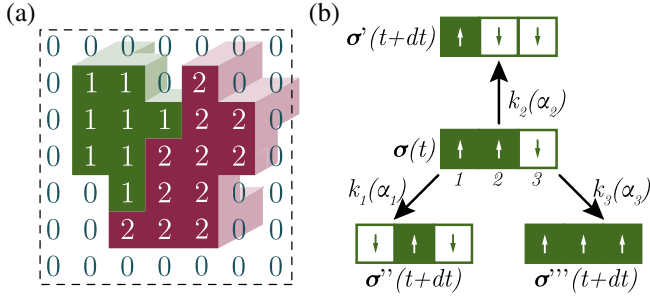 (a)
0 0 0 0 0 0 0
0 1 1 0 2 0 0
0 1 1 1 2 2 0
0 1 1 2 2 2 0
0 0 1 2 2 0 0
0 0 2 2 2 0 0
0 0 0 0 0 0 0
(b)
σ'(t+dt)
k₂(α₂)
σ(t)
1 2 3
k₁(α₁)
k₃(α₃)
σ''(t+dt)
σ'''(t+dt)